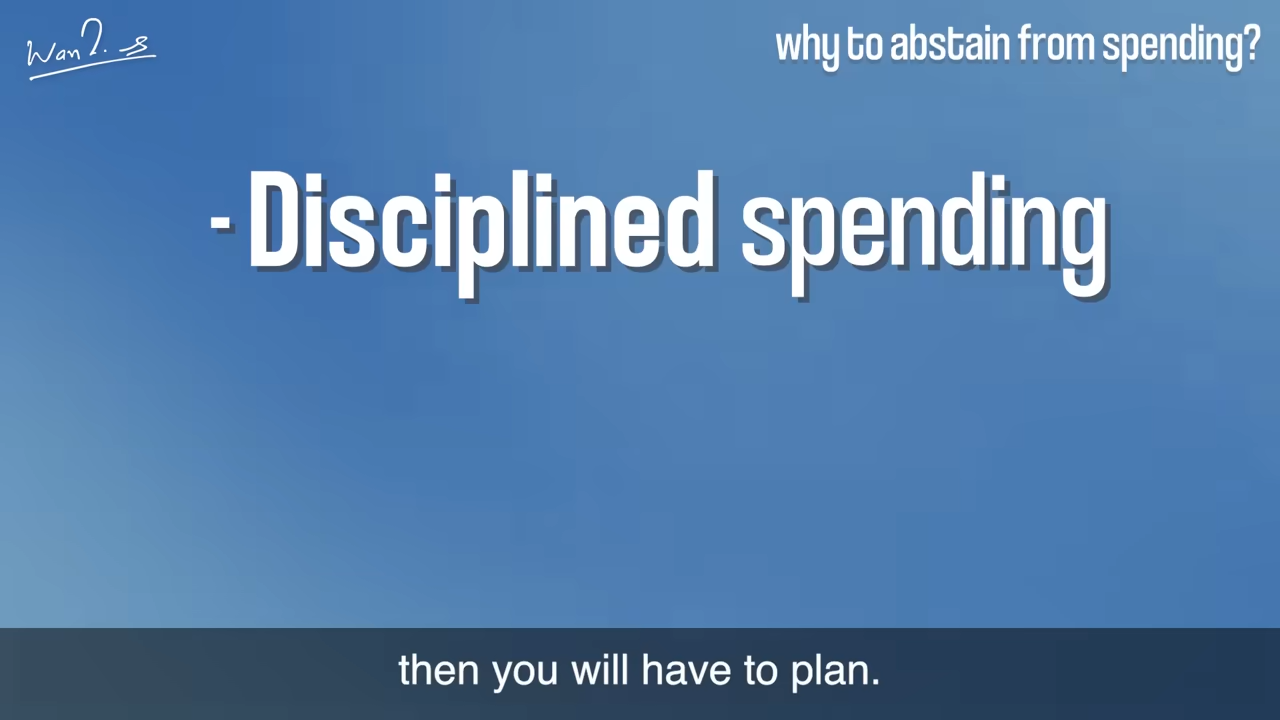 why to abstain from spending?
- Disciplined spending
then you will have to plan.